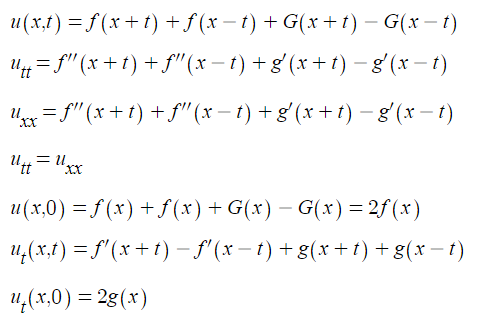 u(x,t) = f(x + t) + f(x − t) + G(x + t) − G(x − t)
u_tt = f″(x + t) + f″(x − t) + g′(x + t) − g′(x − t)
u_xx = f″(x + t) + f″(x − t) + g′(x + t) − g′(x − t)
u_tt = u_xx
u(x,0) = f(x) + f(x) + G(x) − G(x) = 2f(x)
u_t(x,t) = f′(x + t) − f′(x − t) + g(x + t) + g(x − t)
u_t(x,0) = 2g(x)